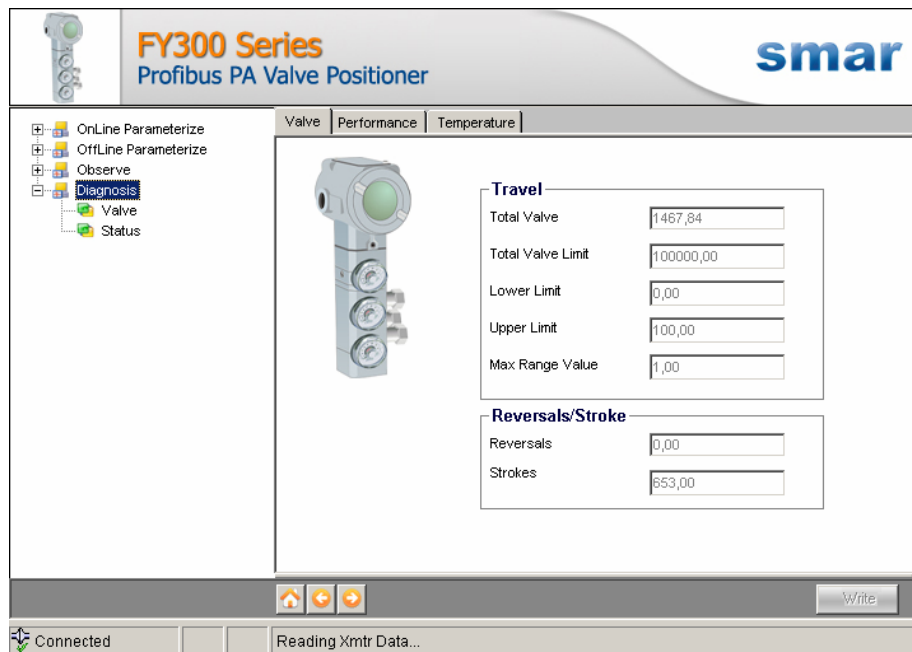 FY300 Series
Profibus PA Valve Positioner
smar
OnLine Parameterize
OffLine Parameterize
Observe
Diagnosis
Valve
Status
Valve Performance Temperature
Travel
Total Valve 1467,84
Total Valve Limit 100000,00
Lower Limit 0,00
Upper Limit 100,00
Max Range Value 1,00
Reversals/Stroke
Reversals 0,00
Strokes 653,00
Write
Connected Reading Xmtr Data...